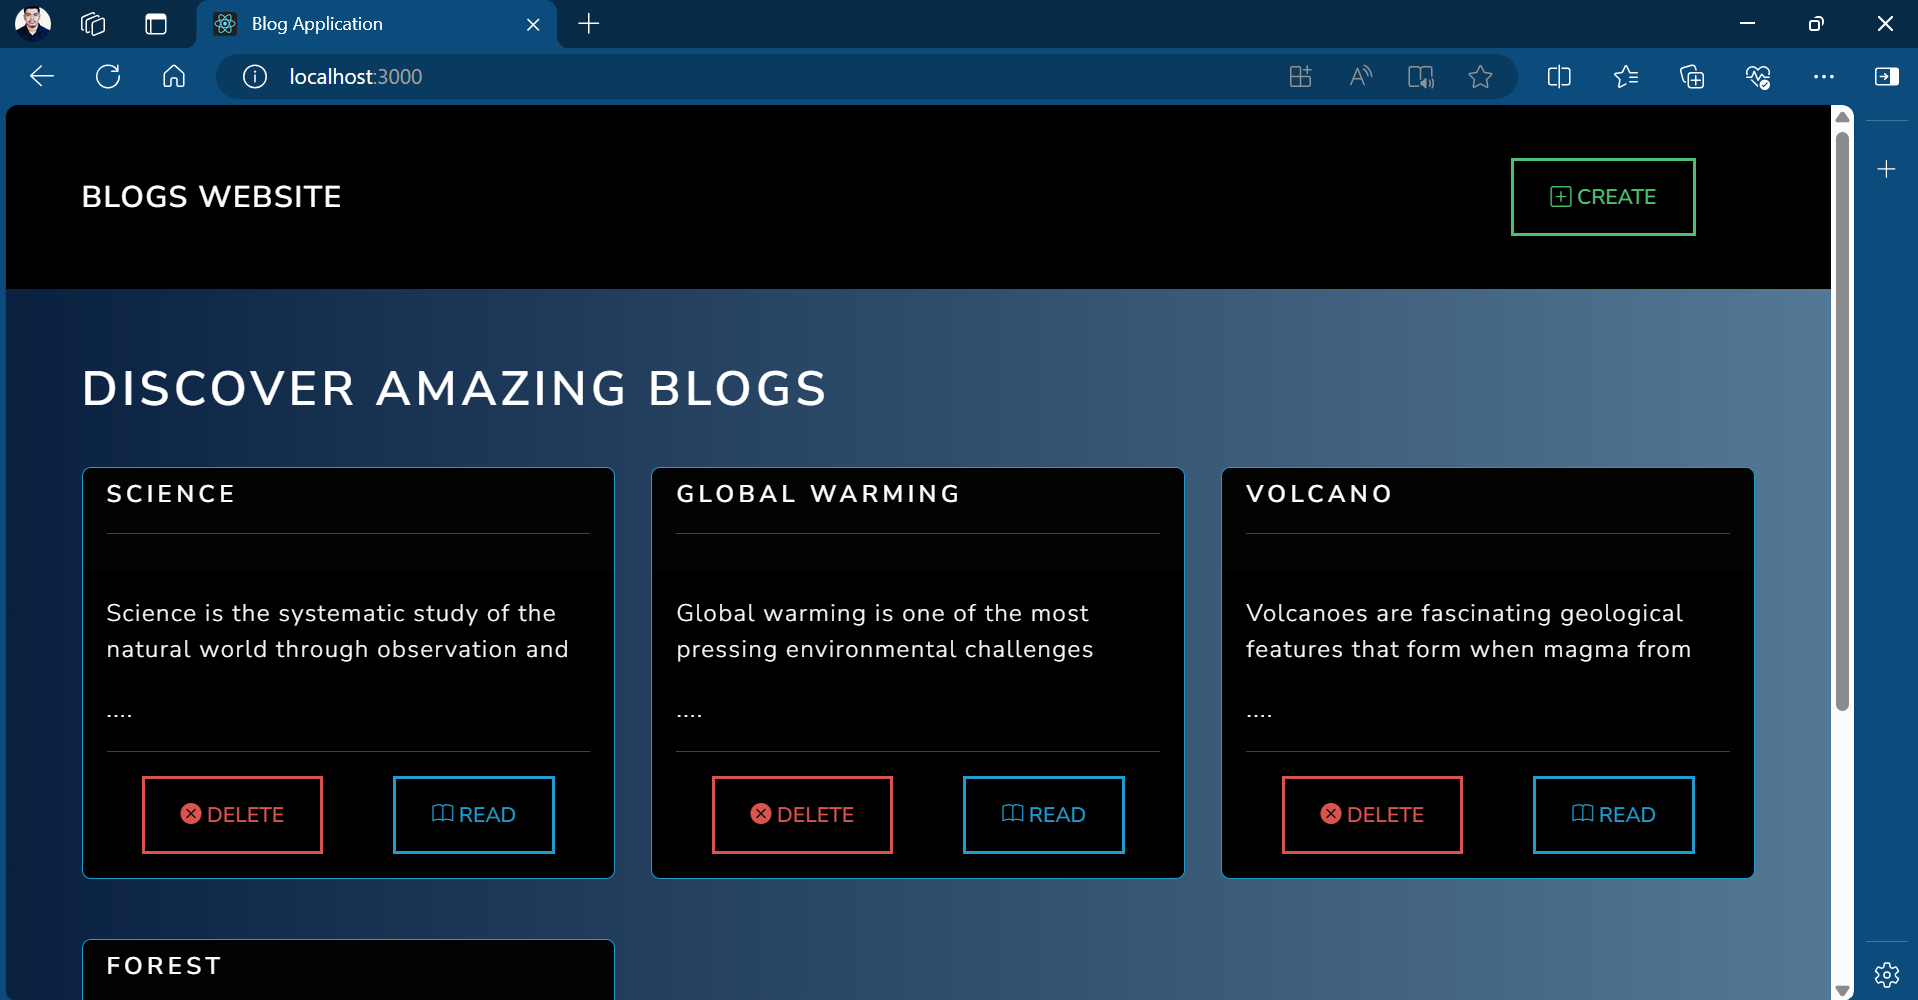 Blog Application
localhost:3000
BLOGS WEBSITE
CREATE
DISCOVER AMAZING BLOGS
SCIENCE
Science is the systematic study of the
natural world through observation and
....
DELETE
READ
GLOBAL WARMING
Global warming is one of the most
pressing environmental challenges
....
DELETE
READ
VOLCANO
Volcanoes are fascinating geological
features that form when magma from
....
DELETE
READ
FOREST